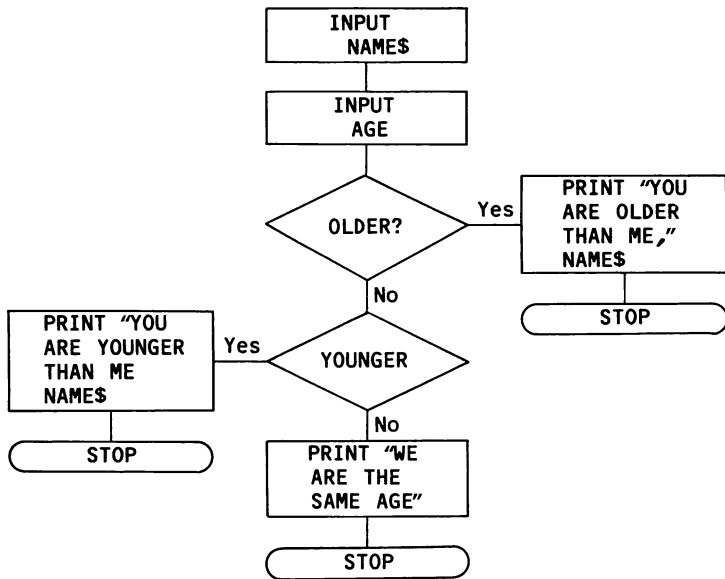 INPUT
NAME$
INPUT
AGE
OLDER?
Yes
PRINT “YOU
ARE OLDER
THAN ME,”
NAME$
STOP
No
YOUNGER
Yes
PRINT “YOU
ARE YOUNGER
THAN ME
NAME$
STOP
No
PRINT “WE
ARE THE
SAME AGE”
STOP